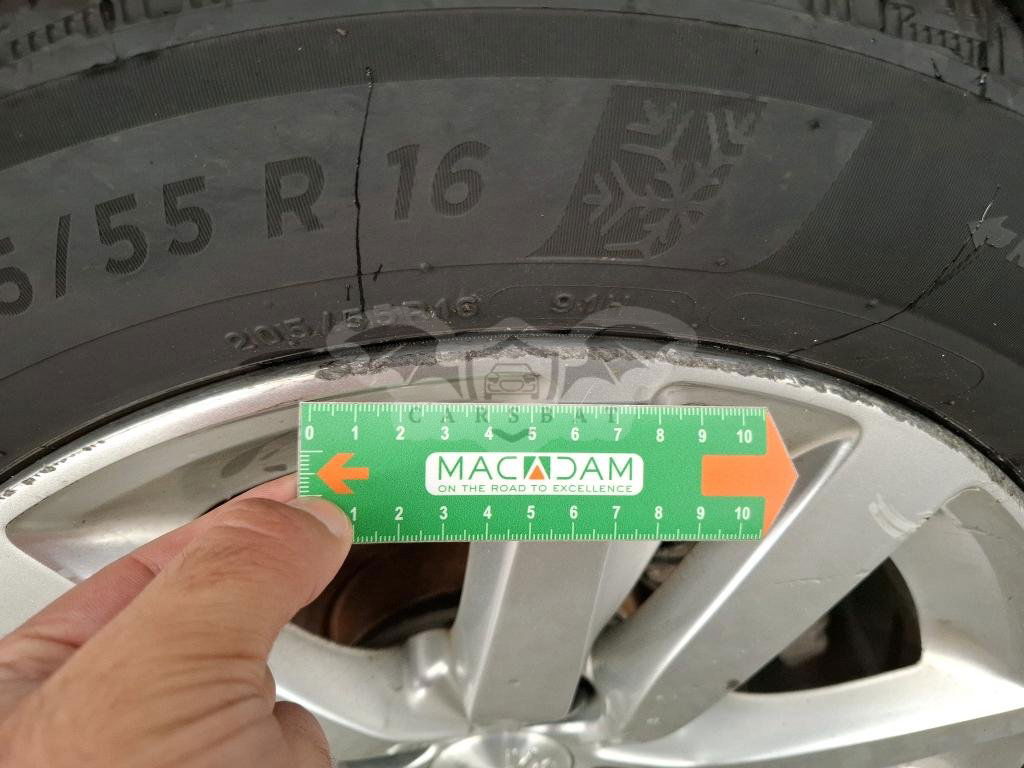 5/55 R 16
205/55R16 91H
CARSBAT
0 1 2 3 4 5 6 7 8 9 10
MACADAM
ON THE ROAD TO EXCELLENCE
1 2 3 4 5 6 7 8 9 10